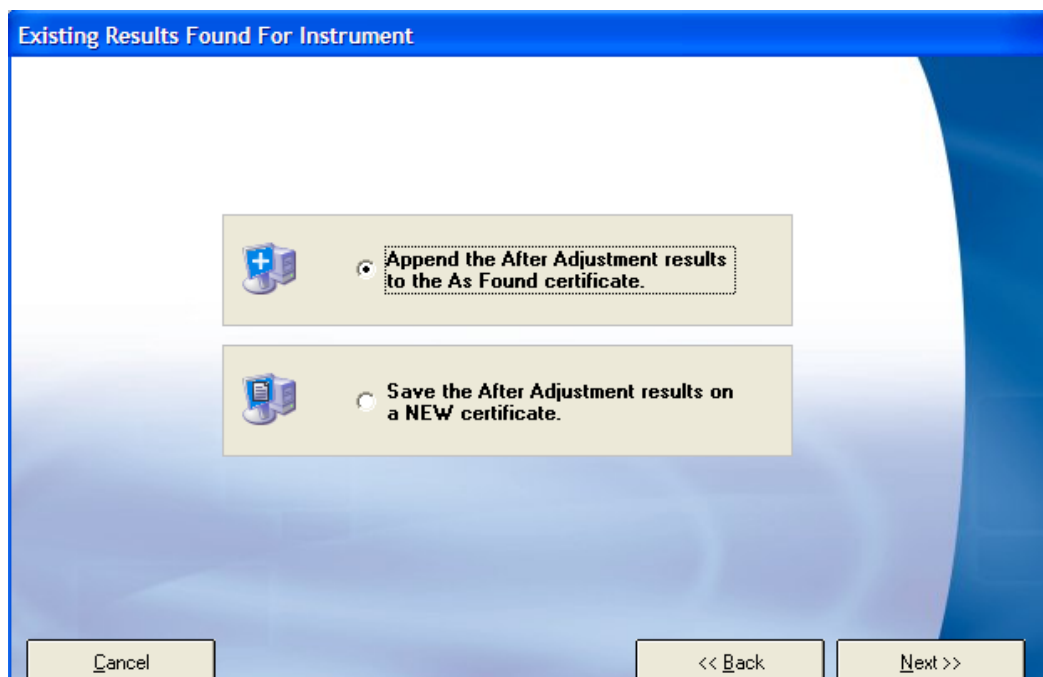 Existing Results Found For Instrument
Append the After Adjustment results
to the As Found certificate.
Save the After Adjustment results on
a NEW certificate.
Cancel
<< Back
Next >>